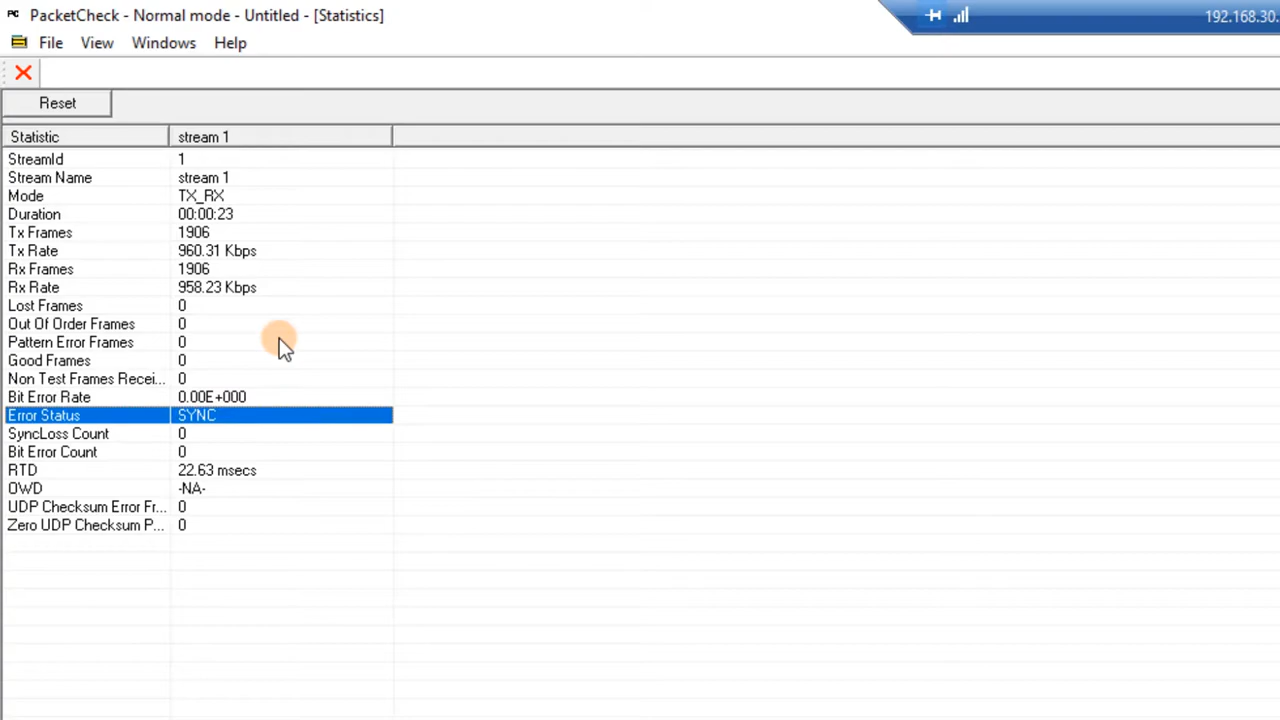 PC PacketCheck - Normal mode - Untitled - [Statistics]
192.168.30.
File View Windows Help
Reset
Statistic stream 1
StreamId 1
Stream Name stream 1
Mode TX_RX
Duration 00:00:23
Tx Frames 1906
Tx Rate 960.31 Kbps
Rx Frames 1906
Rx Rate 958.23 Kbps
Lost Frames 0
Out Of Order Frames 0
Pattern Error Frames 0
Good Frames 0
Non Test Frames Recei... 0
Bit Error Rate 0.00E+000
Error Status SYNC
SyncLoss Count 0
Bit Error Count 0
RTD 22.63 msecs
OWD -NA-
UDP Checksum Error Fr... 0
Zero UDP Checksum P... 0